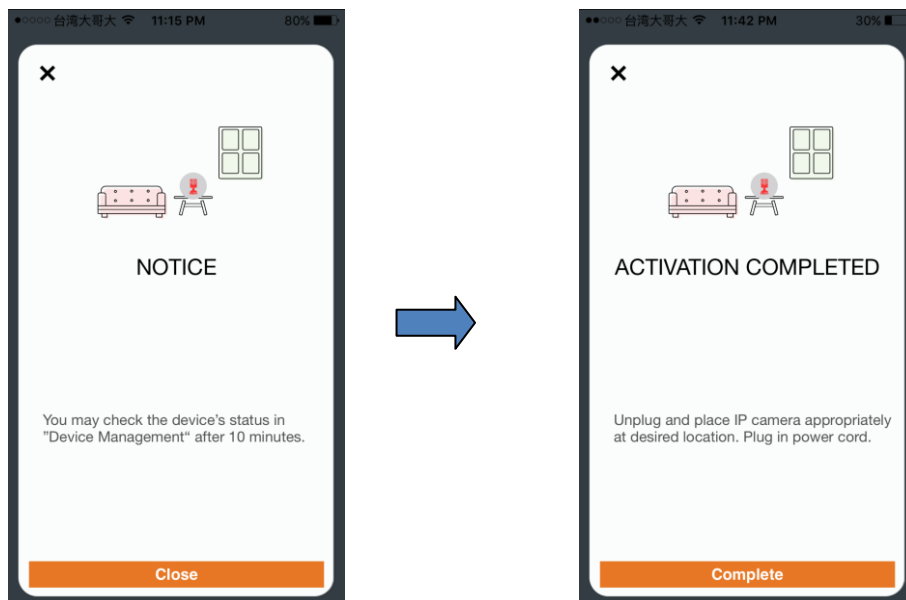 台湾大哥大 11:15 PM 80%
NOTICE
You may check the device's status in
"Device Management“ after 10 minutes.
Close
台湾大哥大 11:42 PM 30%
ACTIVATION COMPLETED
Unplug and place IP camera appropriately
at desired location. Plug in power cord.
Complete